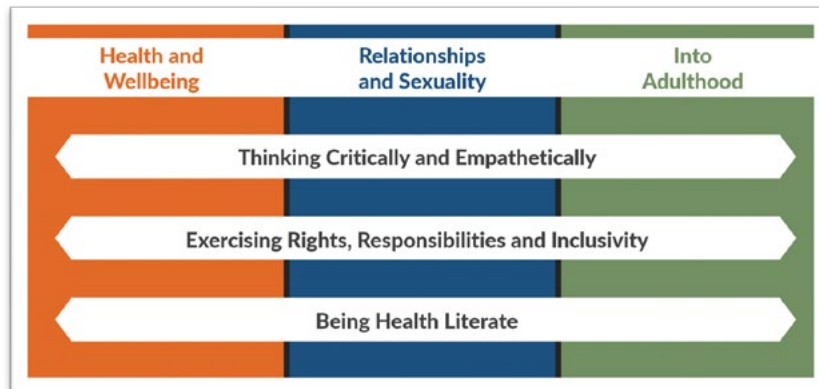 Health and
Wellbeing
Relationships
and Sexuality
Into
Adulthood
Thinking Critically and Empathetically
Exercising Rights, Responsibilities and Inclusivity
Being Health Literate